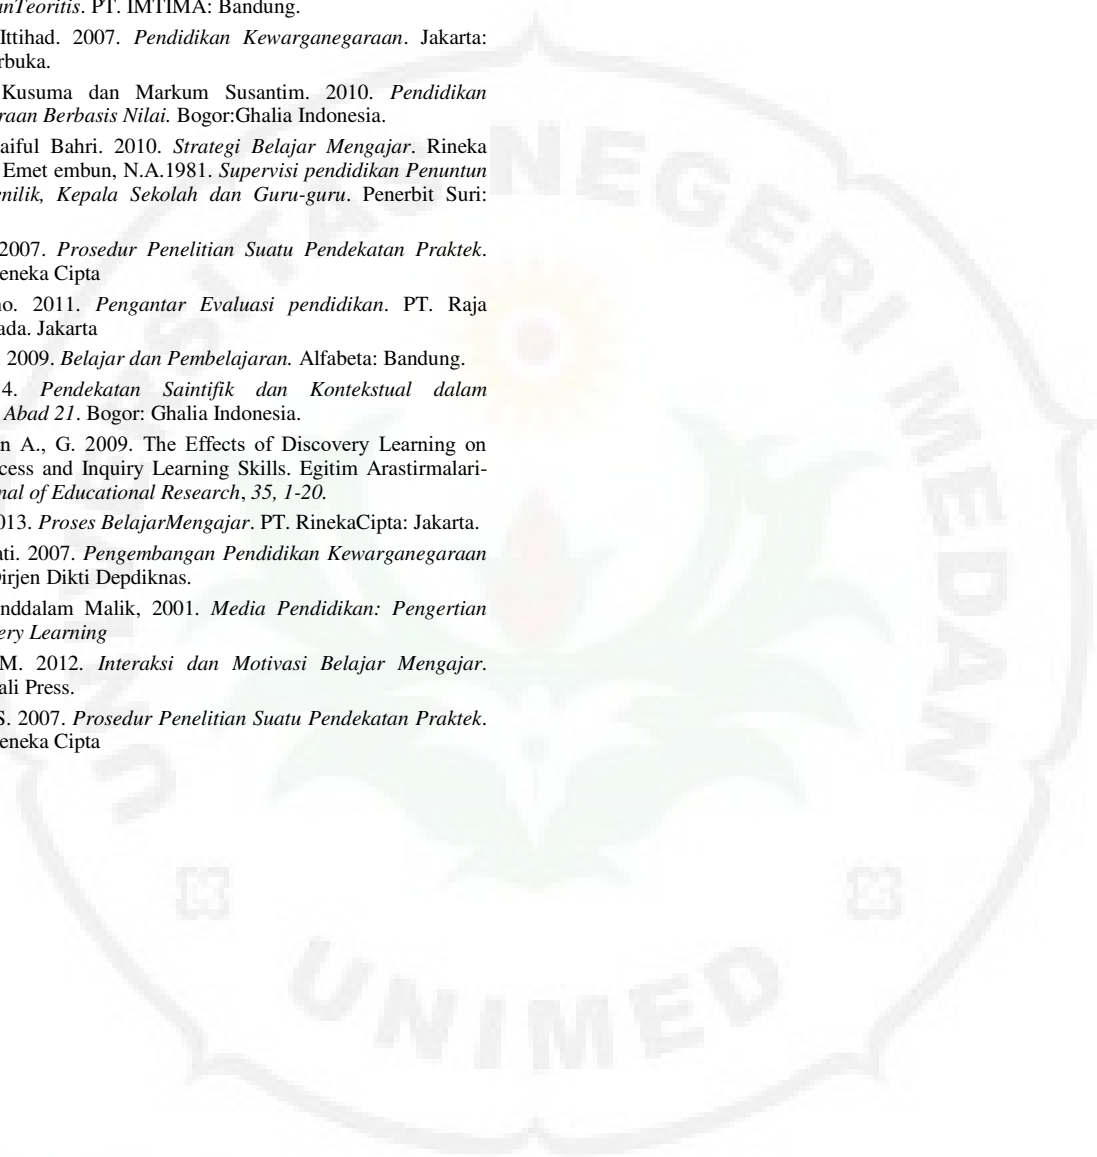 anTeoritis. PT. IMTIMA: Bandung.
Ittihad. 2007. Pendidikan Kewarganegaraan. Jakarta:
rbuka.
Kusuma dan Markum Susantim. 2010. Pendidikan
raan Berbasis Nilai. Bogor:Ghalia Indonesia.
aiful Bahri. 2010. Strategi Belajar Mengajar. Rineka
Emet embun, N.A.1981. Supervisi pendidikan Penuntun
enilik, Kepala Sekolah dan Guru-guru. Penerbit Suri:
2007. Prosedur Penelitian Suatu Pendekatan Praktek.
eneka Cipta
no. 2011. Pengantar Evaluasi pendidikan. PT. Raja
ada. Jakarta
. 2009. Belajar dan Pembelajaran. Alfabeta: Bandung.
4. Pendekatan Saintifik dan Kontekstual dalam
Abad 21. Bogor: Ghalia Indonesia.
n A., G. 2009. The Effects of Discovery Learning on
cess and Inquiry Learning Skills. Egitim Arastirmalari-
nal of Educational Research, 35, 1-20.
013. Proses BelajarMengajar. PT. RinekaCipta: Jakarta.
ati. 2007. Pengembangan Pendidikan Kewarganegaraan
Dirjen Dikti Depdiknas.
nddalam Malik, 2001. Media Pendidikan: Pengertian
ery Learning
M. 2012. Interaksi dan Motivasi Belajar Mengajar.
ali Press.
S. 2007. Prosedur Penelitian Suatu Pendekatan Praktek.
eneka Cipta
UNIVERSITAS NEGERI MEDAN
UNIMED